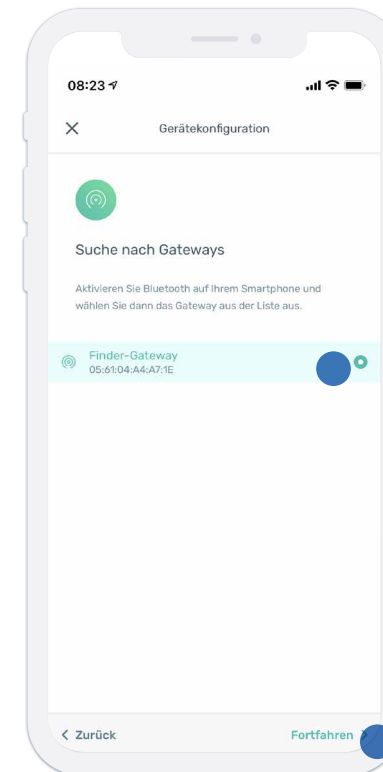 08:23
Gerätekonfiguration
Suche nach Gateways
Aktivieren Sie Bluetooth auf Ihrem Smartphone und
wählen Sie dann das Gateway aus der Liste aus.
Finder-Gateway
05:61:04:A4:A7:1E
Zurück Fortfahren